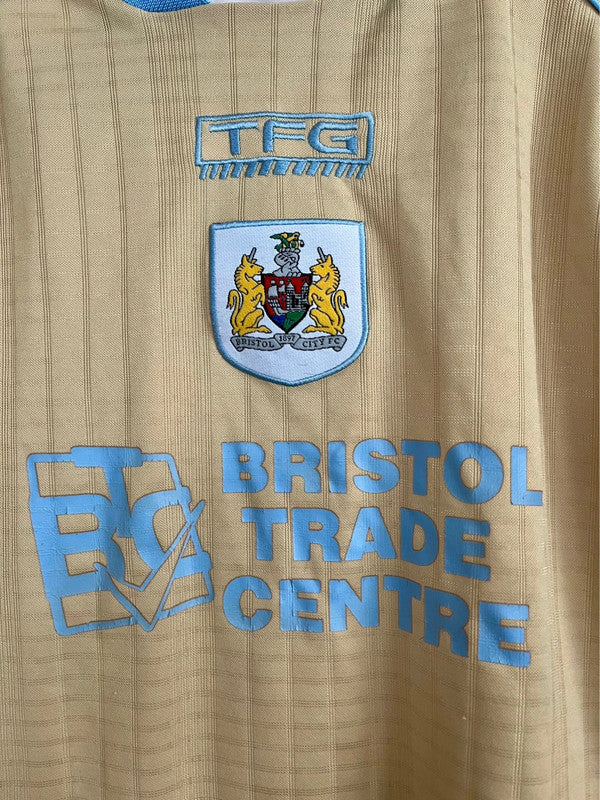 TFG
BRISTOL 1897 CITY FC
BTC
BRISTOL
TRADE
CENTRE